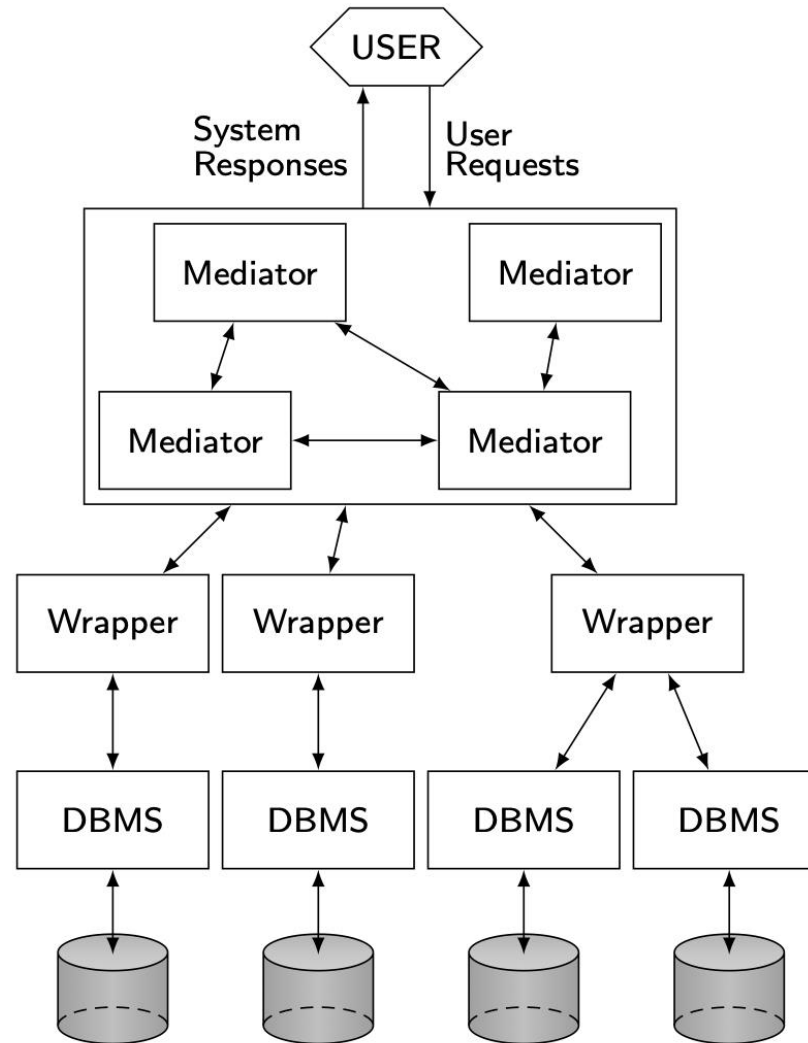 USER
System
Responses
User
Requests
Mediator
Mediator
Mediator
Mediator
Wrapper
Wrapper
Wrapper
DBMS
DBMS
DBMS
DBMS